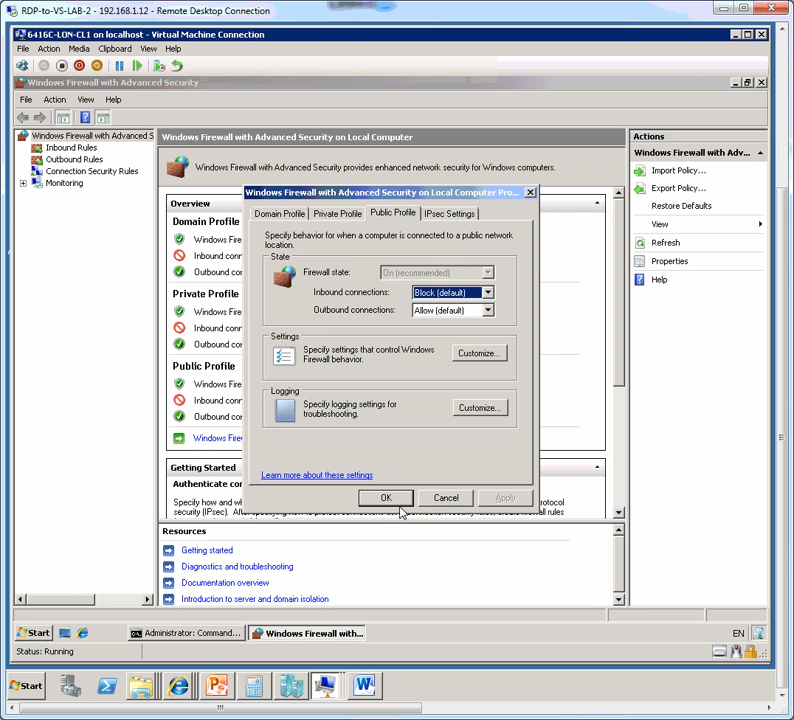 RDP-to-VS-LAB-2 - 192.168.1.12 - Remote Desktop Connection
6416C-LON-CL1 on localhost - Virtual Machine Connection
File Action Media Clipboard View Help
Windows Firewall with Advanced Security
File Action View Help
Windows Firewall with Advanced S
Inbound Rules
Outbound Rules
Connection Security Rules
Monitoring
Windows Firewall with Advanced Security on Local Computer
Windows Firewall with Advanced Security provides enhanced network security for Windows computers.
Overview
Domain Profile
Windows Fire
Inbound conn
Outbound co
Private Profile
Windows Fire
Inbound conn
Outbound co
Public Profile
Windows Fire
Inbound conn
Outbound co
Windows Fire
Getting Started
Authenticate co
Specify how and wh
rotocol
settings (IPsec). 
Resources
Getting started
Diagnostics and troubleshooting
Documentation overview
Introduction to server and domain isolation
Windows Firewall with Advanced Security on Local Computer Pro...
Domain Profile Private Profile Public Profile IPsec Settings
Specify behavior for when a computer is connected to a public network
location.
State
Firewall state: On (recommended)
Inbound connections: Block (default)
Outbound connections: Allow (default)
Settings
Specify settings that control Windows
Firewall behavior.
Customize...
Logging
Specify logging settings for
troubleshooting.
Customize...
Learn more about these settings
OK Cancel Apply
Actions
Windows Firewall with Adv...
Import Policy...
Export Policy...
Restore Defaults
View
Refresh
Properties
Help
Start Administrator: Command... Windows Firewall with... EN
Status: Running
Start